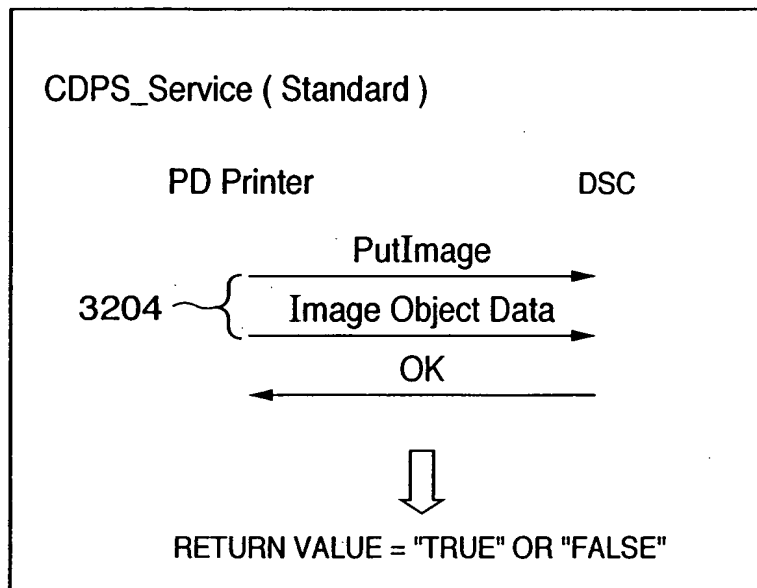 CDPS_Service ( Standard )
PD Printer DSC
PutImage
3204 Image Object Data
OK
RETURN VALUE = "TRUE" OR "FALSE"